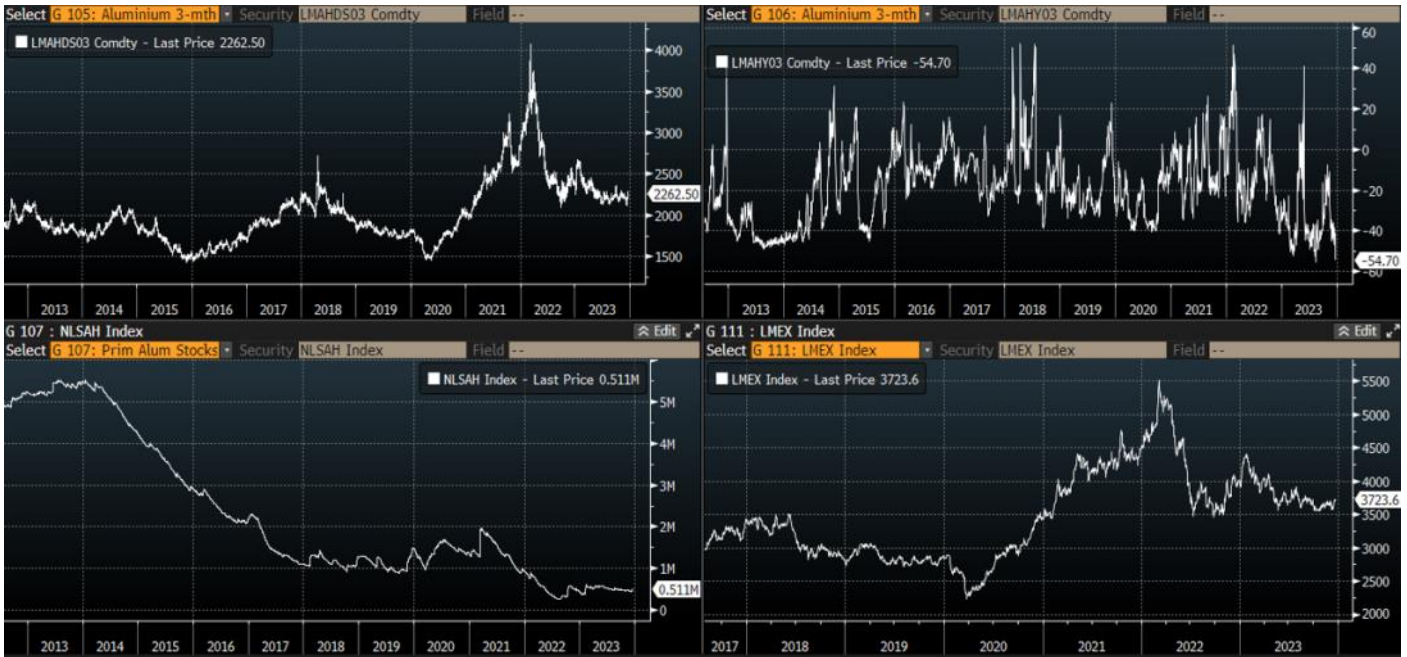 Select G 105: Aluminium 3-mth Security LMAHDS03 Comdty Field --
LMAHDS03 Comdty - Last Price 2262.50
4000
3500
3000
2500
2262.50
2000
1500
2013 2014 2015 2016 2017 2018 2019 2020 2021 2022 2023
Select G 106: Aluminium 3-mth Security LMAHY03 Comdty Field --
LMAHY03 Comdty - Last Price -54.70
60
40
20
0
-20
-40
-54.70
-60
2013 2014 2015 2016 2017 2018 2019 2020 2021 2022 2023
G 107 : NLSAH Index Edit
Select G 107: Prim Alum Stocks Security NLSAH Index Field --
NLSAH Index - Last Price 0.511M
5M
4M
3M
2M
1M
0.511M
0
2013 2014 2015 2016 2017 2018 2019 2020 2021 2022 2023
G 111 : LMEX Index Edit
Select G 111: LMEX Index Security LMEX Index Field --
LMEX Index - Last Price 3723.6
5500
5000
4500
4000
3723.6
3500
3000
2500
2000
2017 2018 2019 2020 2021 2022 2023